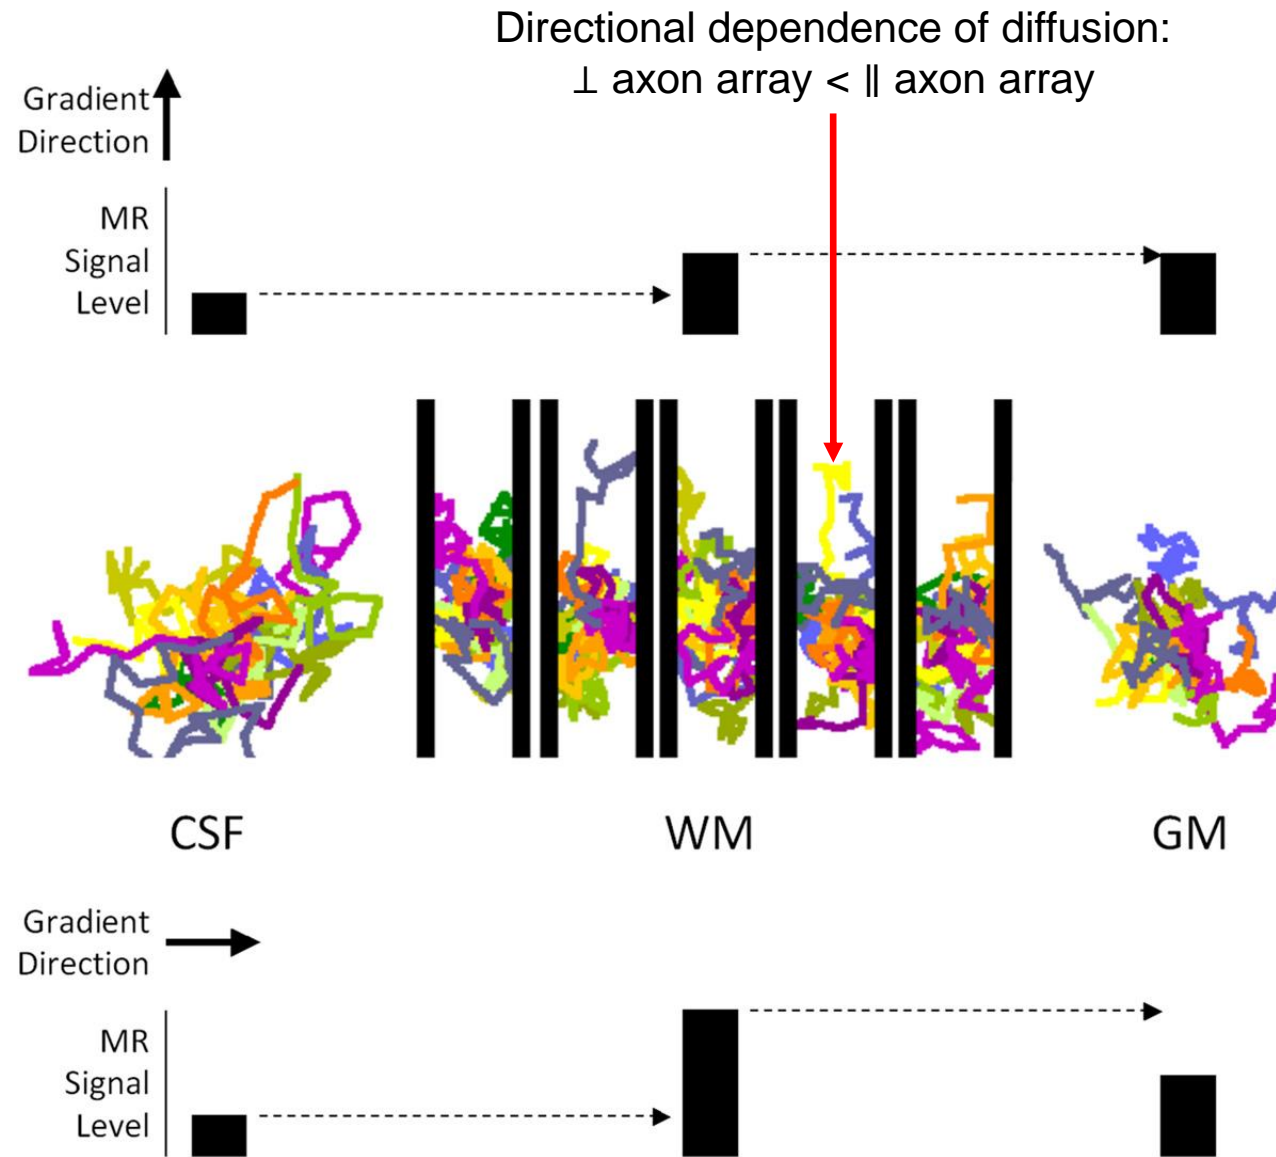 Directional dependence of diffusion:
⊥ axon array < ∥ axon array
Gradient
Direction
MR
Signal
Level
CSF
WM
GM
Gradient
Direction
MR
Signal
Level